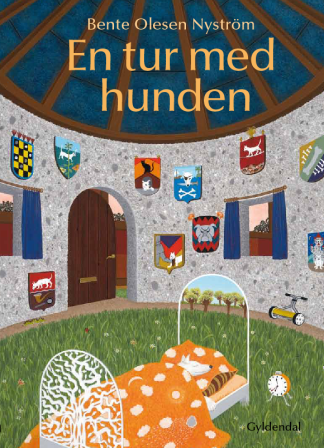 Bente Olesen Nyström
En tur med
hunden
Gyldendal